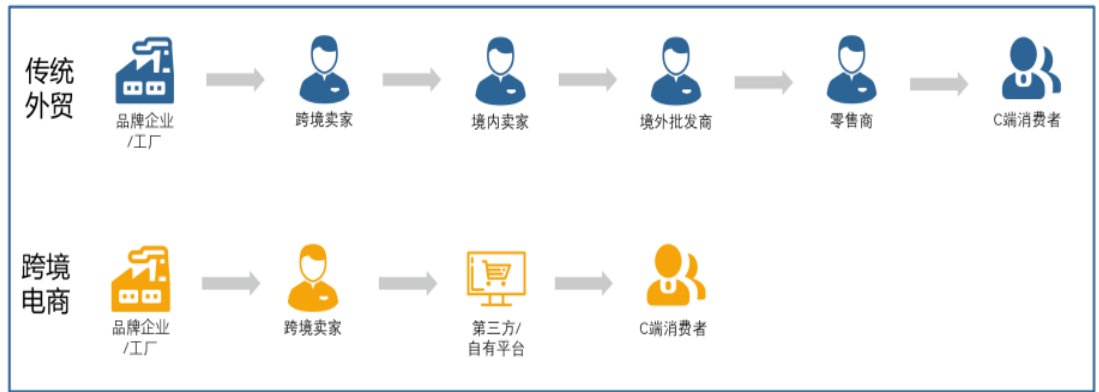 传统
外贸
品牌企业
/工厂
跨境卖家
境内卖家
境外批发商
零售商
C端消费者
跨境
电商
品牌企业
/工厂
跨境卖家
第三方/
自有平台
C端消费者